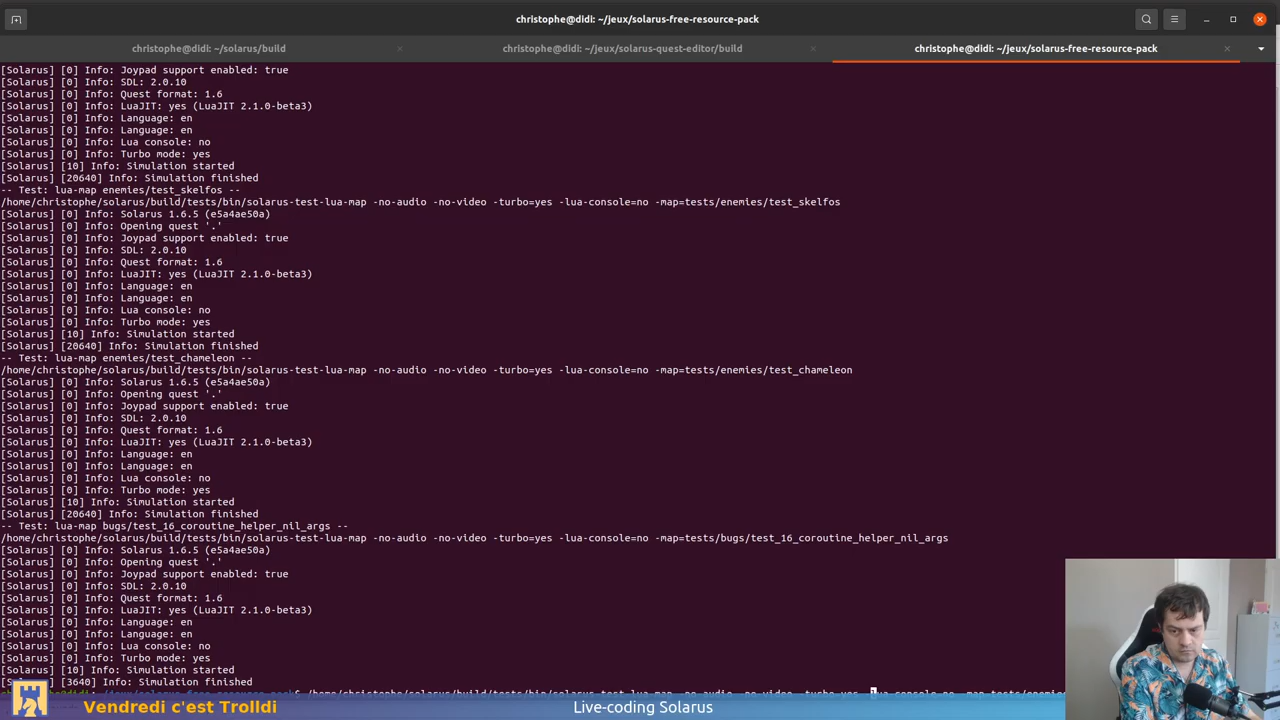 christophe@didi: ~/jeux/solarus-free-resource-pack
christophe@didi: ~/solarus/build
christophe@didi: ~/jeux/solarus-quest-editor/build
christophe@didi: ~/jeux/solarus-free-resource-pack
[Solarus] [0] Info: Joypad support enabled: true
[Solarus] [0] Info: SDL: 2.0.10
[Solarus] [0] Info: Quest format: 1.6
[Solarus] [0] Info: LuaJIT: yes (LuaJIT 2.1.0-beta3)
[Solarus] [0] Info: Language: en
[Solarus] [0] Info: Language: en
[Solarus] [0] Info: Lua console: no
[Solarus] [0] Info: Turbo mode: yes
[Solarus] [10] Info: Simulation started
[Solarus] [20640] Info: Simulation finished
-- Test: lua-map enemies/test_skelfos --
/home/christophe/solarus/build/tests/bin/solarus-test-lua-map -no-audio -no-video -turbo=yes -lua-console=no -map=tests/enemies/test_skelfos
[Solarus] [0] Info: Solarus 1.6.5 (e5a4ae50a)
[Solarus] [0] Info: Opening quest '.'
[Solarus] [0] Info: Joypad support enabled: true
[Solarus] [0] Info: SDL: 2.0.10
[Solarus] [0] Info: Quest format: 1.6
[Solarus] [0] Info: LuaJIT: yes (LuaJIT 2.1.0-beta3)
[Solarus] [0] Info: Language: en
[Solarus] [0] Info: Language: en
[Solarus] [0] Info: Lua console: no
[Solarus] [0] Info: Turbo mode: yes
[Solarus] [10] Info: Simulation started
[Solarus] [20640] Info: Simulation finished
-- Test: lua-map enemies/test_chameleon --
/home/christophe/solarus/build/tests/bin/solarus-test-lua-map -no-audio -no-video -turbo=yes -lua-console=no -map=tests/enemies/test_chameleon
[Solarus] [0] Info: Solarus 1.6.5 (e5a4ae50a)
[Solarus] [0] Info: Opening quest '.'
[Solarus] [0] Info: Joypad support enabled: true
[Solarus] [0] Info: SDL: 2.0.10
[Solarus] [0] Info: Quest format: 1.6
[Solarus] [0] Info: LuaJIT: yes (LuaJIT 2.1.0-beta3)
[Solarus] [0] Info: Language: en
[Solarus] [0] Info: Language: en
[Solarus] [0] Info: Lua console: no
[Solarus] [0] Info: Turbo mode: yes
[Solarus] [10] Info: Simulation started
[Solarus] [20640] Info: Simulation finished
-- Test: lua-map bugs/test_16_coroutine_helper_nil_args --
/home/christophe/solarus/build/tests/bin/solarus-test-lua-map -no-audio -no-video -turbo=yes -lua-console=no -map=tests/bugs/test_16_coroutine_helper_nil_args
[Solarus] [0] Info: Solarus 1.6.5 (e5a4ae50a)
[Solarus] [0] Info: Opening quest '.'
[Solarus] [0] Info: Joypad support enabled: true
[Solarus] [0] Info: SDL: 2.0.10
[Solarus] [0] Info: Quest format: 1.6
[Solarus] [0] Info: LuaJIT: yes (LuaJIT 2.1.0-beta3)
[Solarus] [0] Info: Language: en
[Solarus] [0] Info: Language: en
[Solarus] [0] Info: Lua console: no
[Solarus] [0] Info: Turbo mode: yes
[Solarus] [10] Info: Simulation started
[Solarus] [3640] Info: Simulation finished
Vendredi c'est Trolldi
Live-coding Solarus